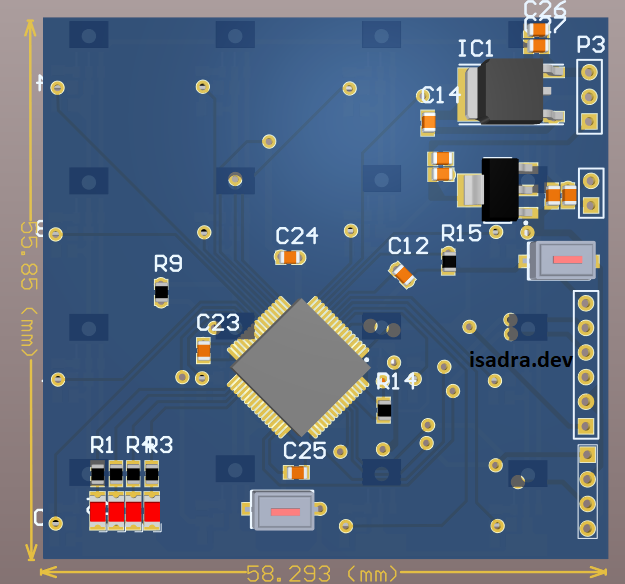 C26
C27
P3
IC1
C14
C24
R15
C12
R9
C23
55.85 (mm)
isadra.dev
R14
R1
R4
R3
C25
58.293 (mm)